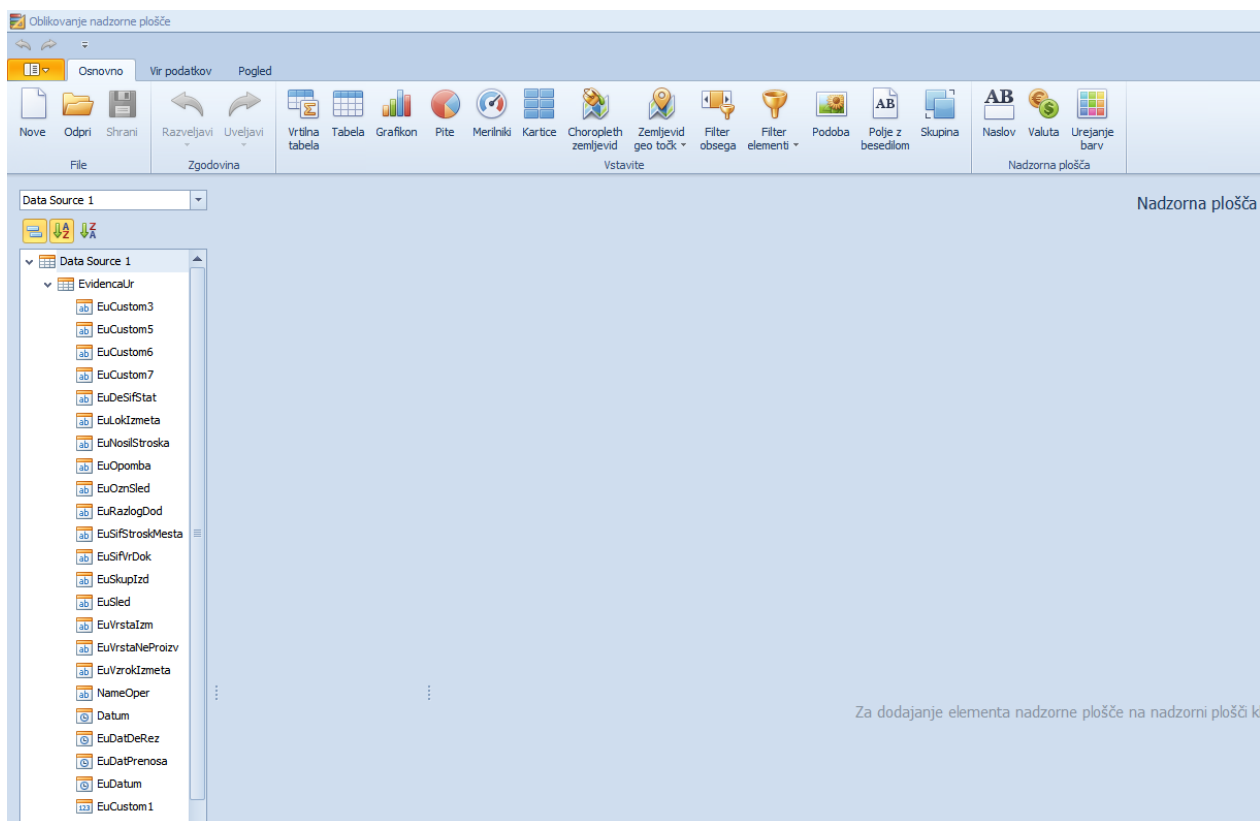 Oblikovanje nadzorne plošče
Osnovno Vir podatkov Pogled
Nove Odpri Shrani Razveljavi Uveljavi Vrtilna tabela Tabela Grafikon Pite Merilniki Kartice Choropleth zemljevid Zemljevid geo točk Filter obsega Filter elementi Podoba Polje z besedilom Skupina Naslov Valuta Urejanje barv
File Zgodovina Vstavite Nadzorna plošča
Data Source 1
Nadzorna plošča
Data Source 1
EvidencaUr
EuCustom3
EuCustom5
EuCustom6
EuCustom7
EuDeSifStat
EuLokIzmeta
EuNosilStroska
EuOpomba
EuOznSled
EuRazlogDod
EuSifStroskMesta
EuSifVrDok
EuSkupIzd
EuSled
EuVrstaIzm
EuVrstaNeProizv
EuVzrokIzmeta
NameOper
Datum
EuDatDeRez
EuDatPrenosa
EuDatum
EuCustom1
Za dodajanje elementa nadzorne plošče na nadzorni plošči k